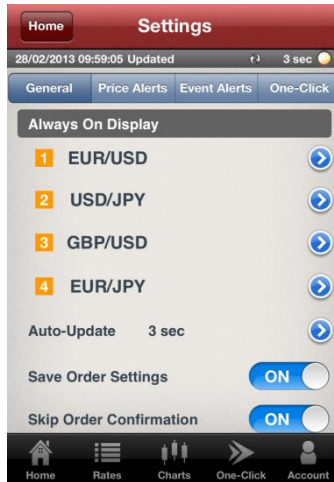 Home Settings
28/02/2013 09:59:05 Updated 3 sec
General Price Alerts Event Alerts One-Click
Always On Display
1 EUR/USD
2 USD/JPY
3 GBP/USD
4 EUR/JPY
Auto-Update 3 sec
Save Order Settings ON
Skip Order Confirmation ON
Home Rates Charts One-Click Account